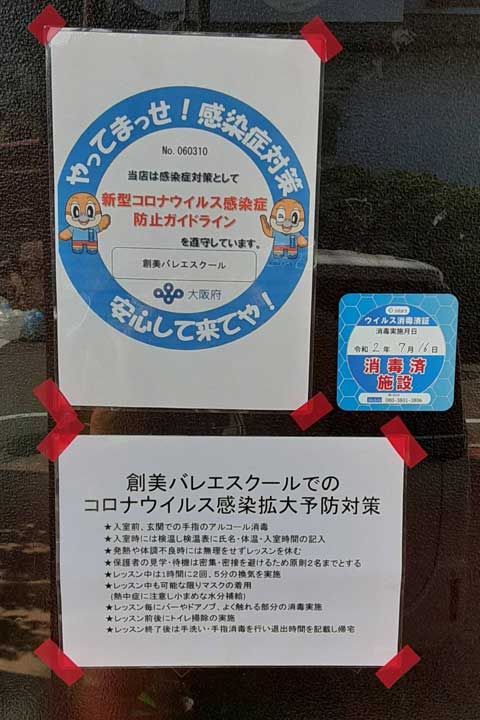 やってまっせ!感染症対策
No. 060310
当店は感染症対策として
新型コロナウイルス感染症
防止ガイドライン
を遵守しています。
創美バレエスクール
大阪府
安心して来てや!
ウイルス消毒済証
消毒実施月日
令和2年7月16日
消毒済
施設
創美バレエスクールでの
コロナウイルス感染拡大予防対策
★入室前、玄関での手指のアルコール消毒
★入室時には検温し検温表に氏名・体温・入室時間の記入
★発熱や体調不良時には無理をせずレッスンを休む
★保護者の見学・待機は密集・密接を避けるため原則2名までとする
★レッスン中は1時間に2回、5分の換気を実施
★レッスン中も可能な限りマスクの着用
(熱中症に注意し小まめな水分補給)
★レッスン毎にバーやドアノブ、よく触れる部分の消毒実施
★レッスン前後にトイレ掃除の実施
★レッスン終了後は手洗い・手指消毒を行い退出時間を記載し帰宅